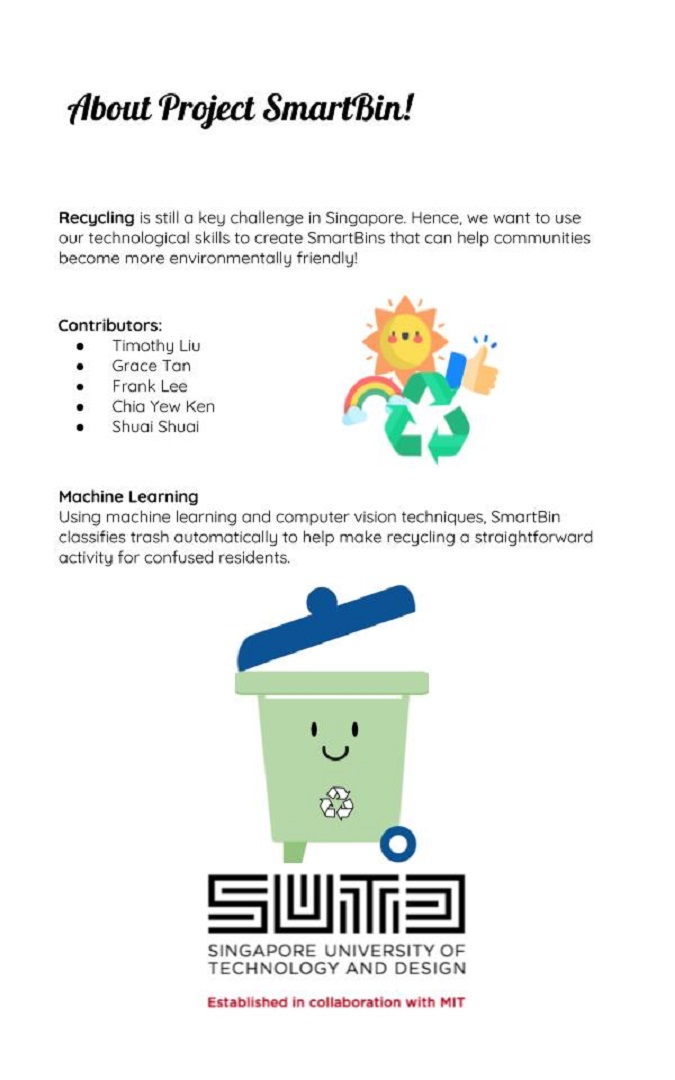 About Project SmartBin!
Recycling is still a key challenge in Singapore. Hence, we want to use
our technological skills to create SmartBins that can help communities
become more environmentally friendly!
Contributors:
● Timothy Liu
● Grace Tan
● Frank Lee
● Chia Yew Ken
● Shuai Shuai
Machine Learning
Using machine learning and computer vision techniques, SmartBin
classifies trash automatically to help make recycling a straightforward
activity for confused residents.
SUTD
SINGAPORE UNIVERSITY OF
TECHNOLOGY AND DESIGN
Established in collaboration with MIT